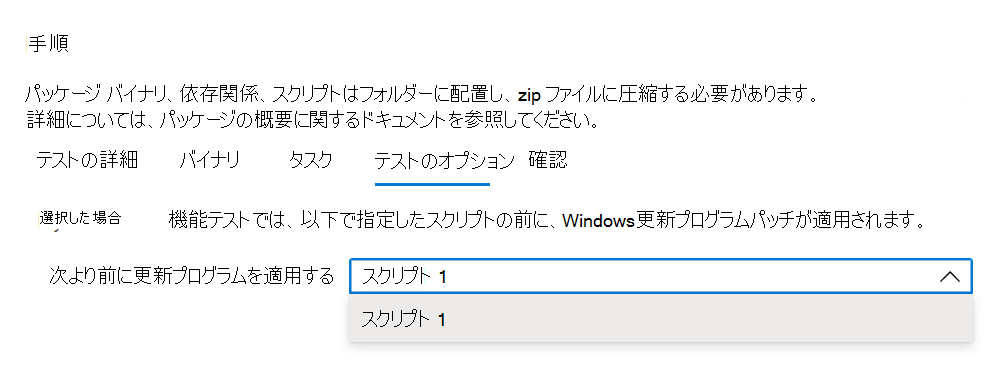 手順
パッケージ バイナリ、依存関係、スクリプトはフォルダーに配置し、zip ファイルに圧縮する必要があります。
詳細については、パッケージの概要に関するドキュメントを参照してください。
テストの詳細 バイナリ タスク テストのオプション 確認
選択した場合 機能テストでは、以下で指定したスクリプトの前に、Windows更新プログラムパッチが適用されます。
次より前に更新プログラムを適用する スクリプト 1
スクリプト 1